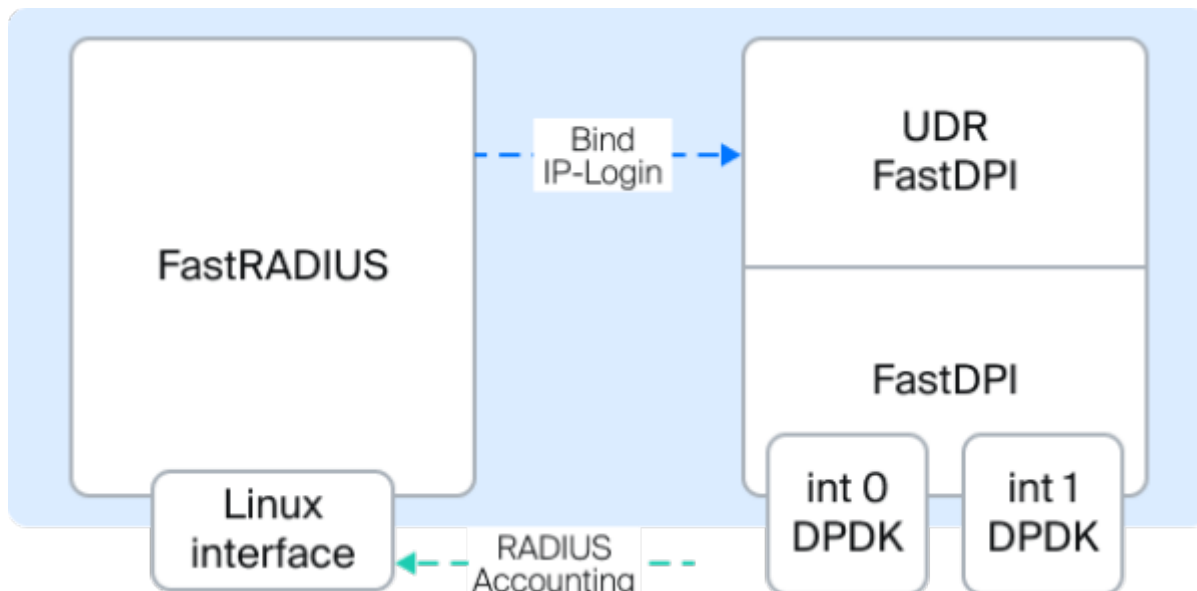 FastRADIUS
Bind
IP-Login
UDR
FastDPI
FastDPI
Linux
interface
RADIUS
Accounting
int 0
DPDK
int 1
DPDK